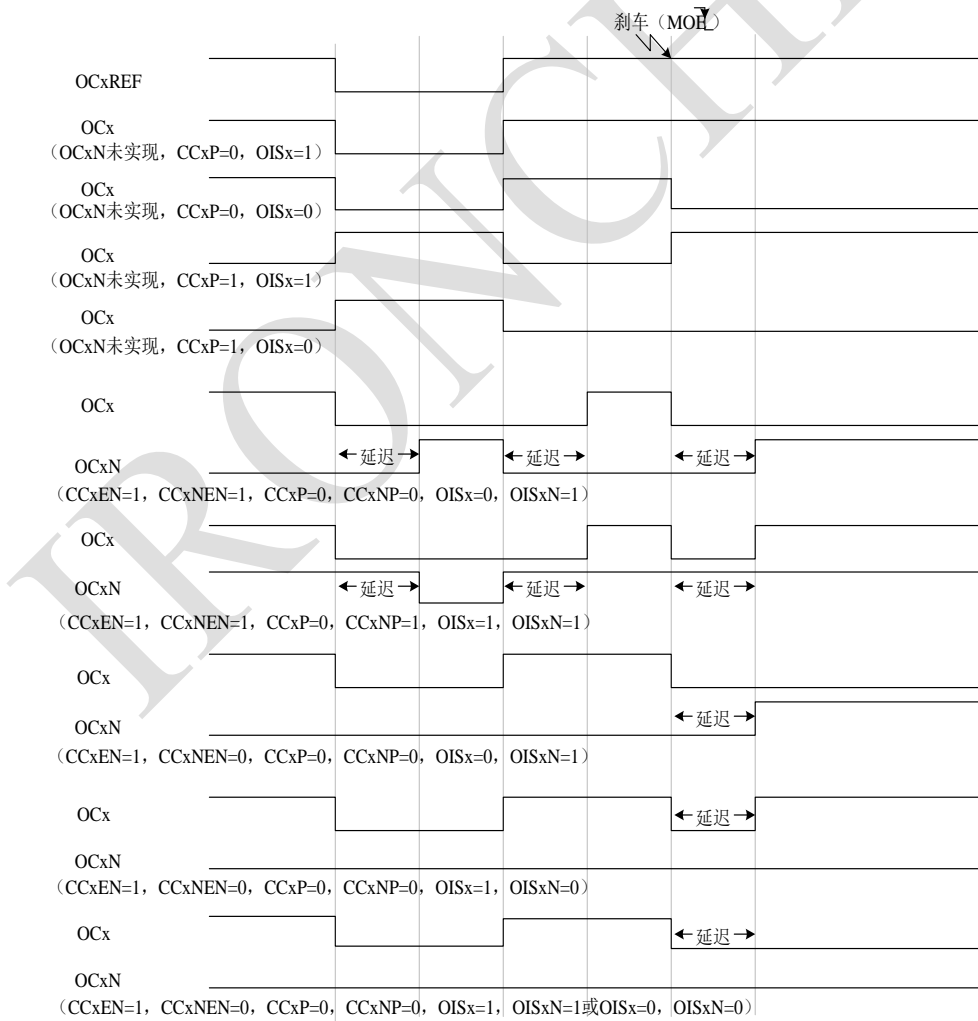 刹车（MOE）
OCxREF
OCx
（OCxN未实现，CCxP=0，OISx=1）
OCx
（OCxN未实现，CCxP=0，OISx=0）
OCx
（OCxN未实现，CCxP=1，OISx=1）
OCx
（OCxN未实现，CCxP=1，OISx=0）
OCx
延迟 延迟 延迟
OCxN
（CCxEN=1，CCxNEN=1，CCxP=0，CCxNP=0，OISx=0，OISxN=1）
OCx
OCxN 延迟 延迟 延迟
（CCxEN=1，CCxNEN=1，CCxP=0，CCxNP=1，OISx=1，OISxN=1）
OCx
延迟
OCxN
（CCxEN=1，CCxNEN=0，CCxP=0，CCxNP=0，OISx=0，OISxN=1）
OCx 延迟
OCxN
（CCxEN=1，CCxNEN=0，CCxP=0，CCxNP=0，OISx=1，OISxN=0）
OCx 延迟
OCxN
（CCxEN=1，CCxNEN=0，CCxP=0，CCxNP=0，OISx=1，OISxN=1或OISx=0，OISxN=0）
IRONCH